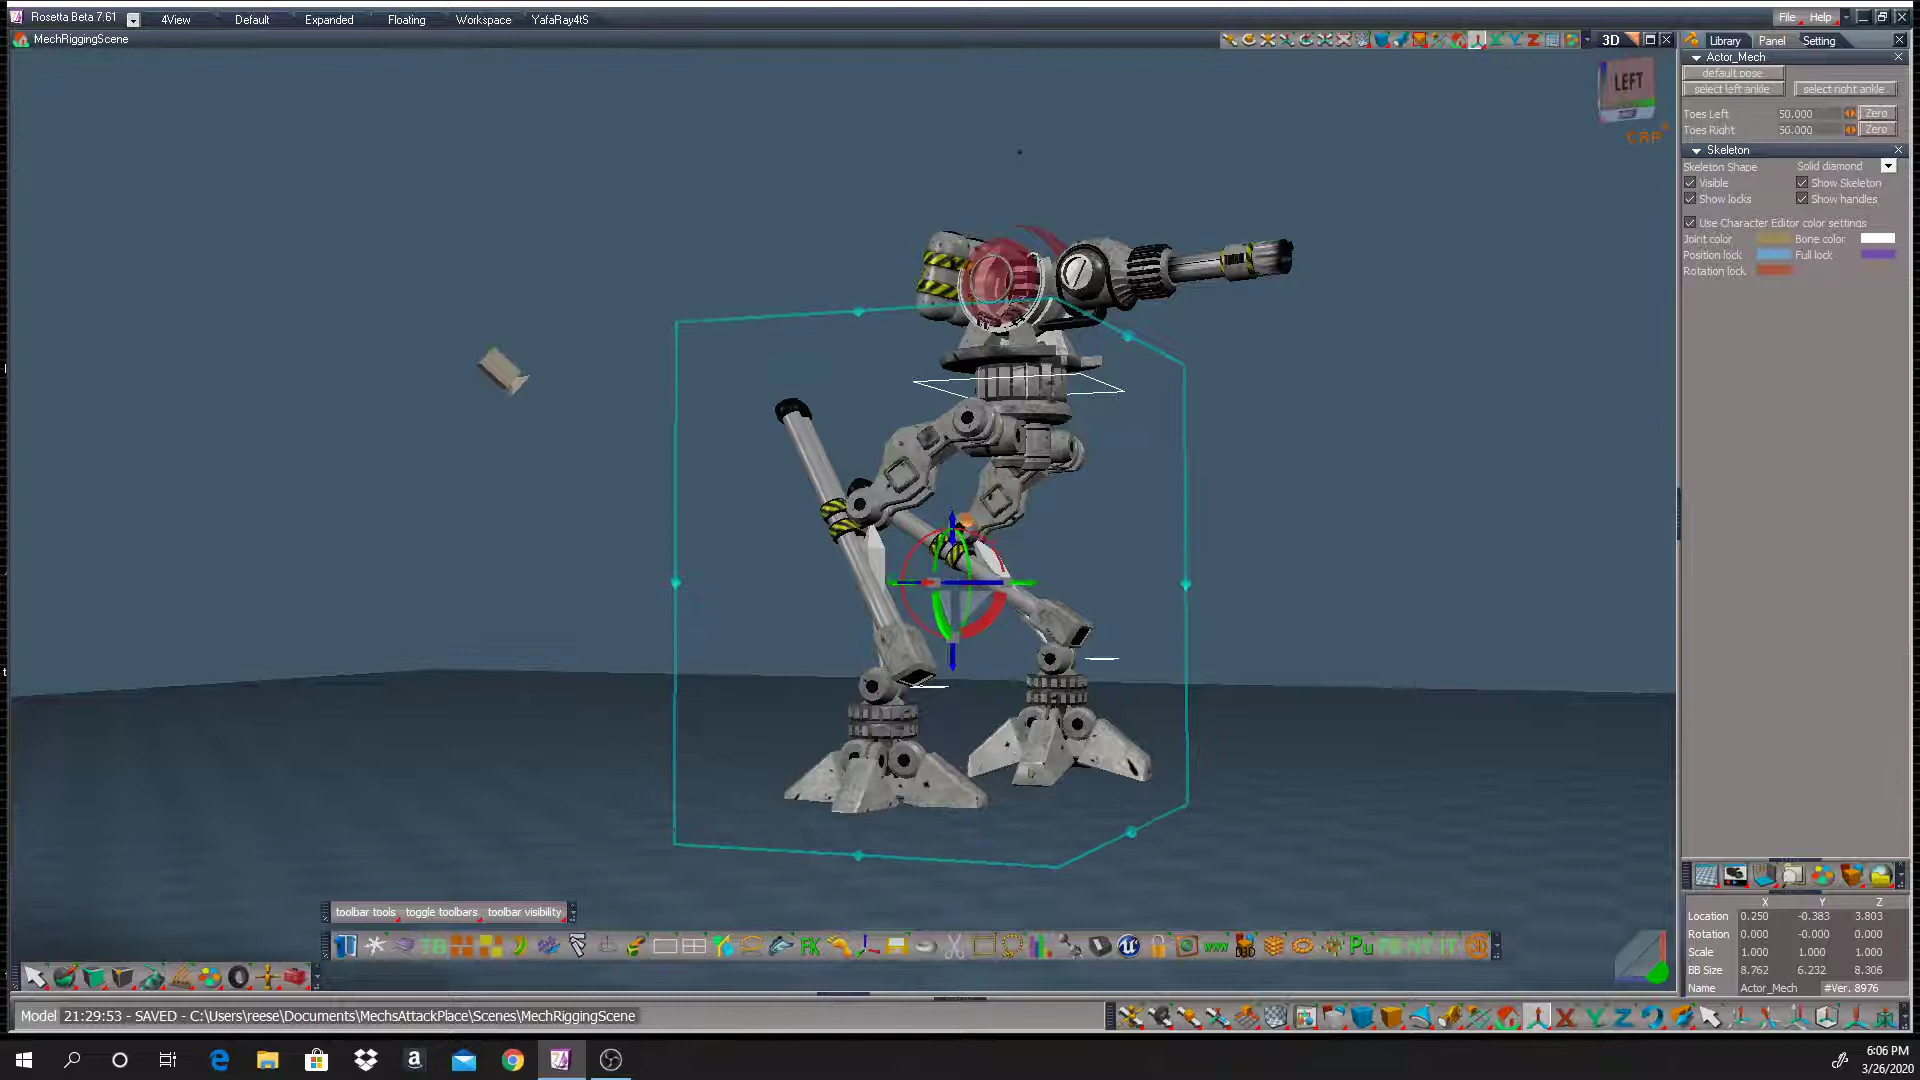 Rosetta Beta 7.61
4View Default Expanded Floating Workspace YafaRay4tS
File Help
MechRiggingScene
3D
Library Panel Setting
Actor_Mech
default pose
select left ankle select right ankle
Toes Left 50.000 Zero
Toes Right 50.000 Zero
Skeleton
Skeleton Shape Solid diamond
Visible Show Skeleton
Show locks Show handles
Use Character Editor color settings
Joint color Bone color
Position lock Full lock
Rotation lock
LEFT
X Y Z
Location 0.250 -0.383 3.803
Rotation 0.000 -0.000 0.000
Scale 1.000 1.000 1.000
BB Size 8.762 6.232 8.306
Name Actor_Mech #Ver. 8976
toolbar tools toggle toolbars toolbar visibility
FK www D3D Pu
Model 21:29:53 - SAVED - C:\Users\reese\Documents\MechsAttackPlace\Scenes\MechRiggingScene
6:06 PM
3/26/2020